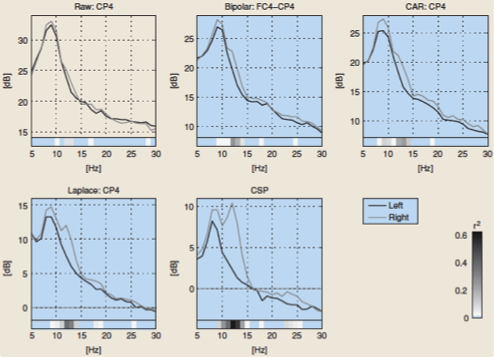 Raw: CP4
Bipolar: FC4–CP4
CAR: CP4
[dB]
30
25
20
15
5 10 15 20 25 30
[Hz]
[dB]
25
20
15
10
5 10 15 20 25 30
[Hz]
[dB]
25
20
15
10
5 10 15 20 25 30
[Hz]
Laplace: CP4
CSP
[dB]
15
10
5
0
5 10 15 20 25 30
[Hz]
[dB]
10
5
0
5 10 15 20 25 30
[Hz]
Left
Right
r²
0.6
0.4
0.2
0